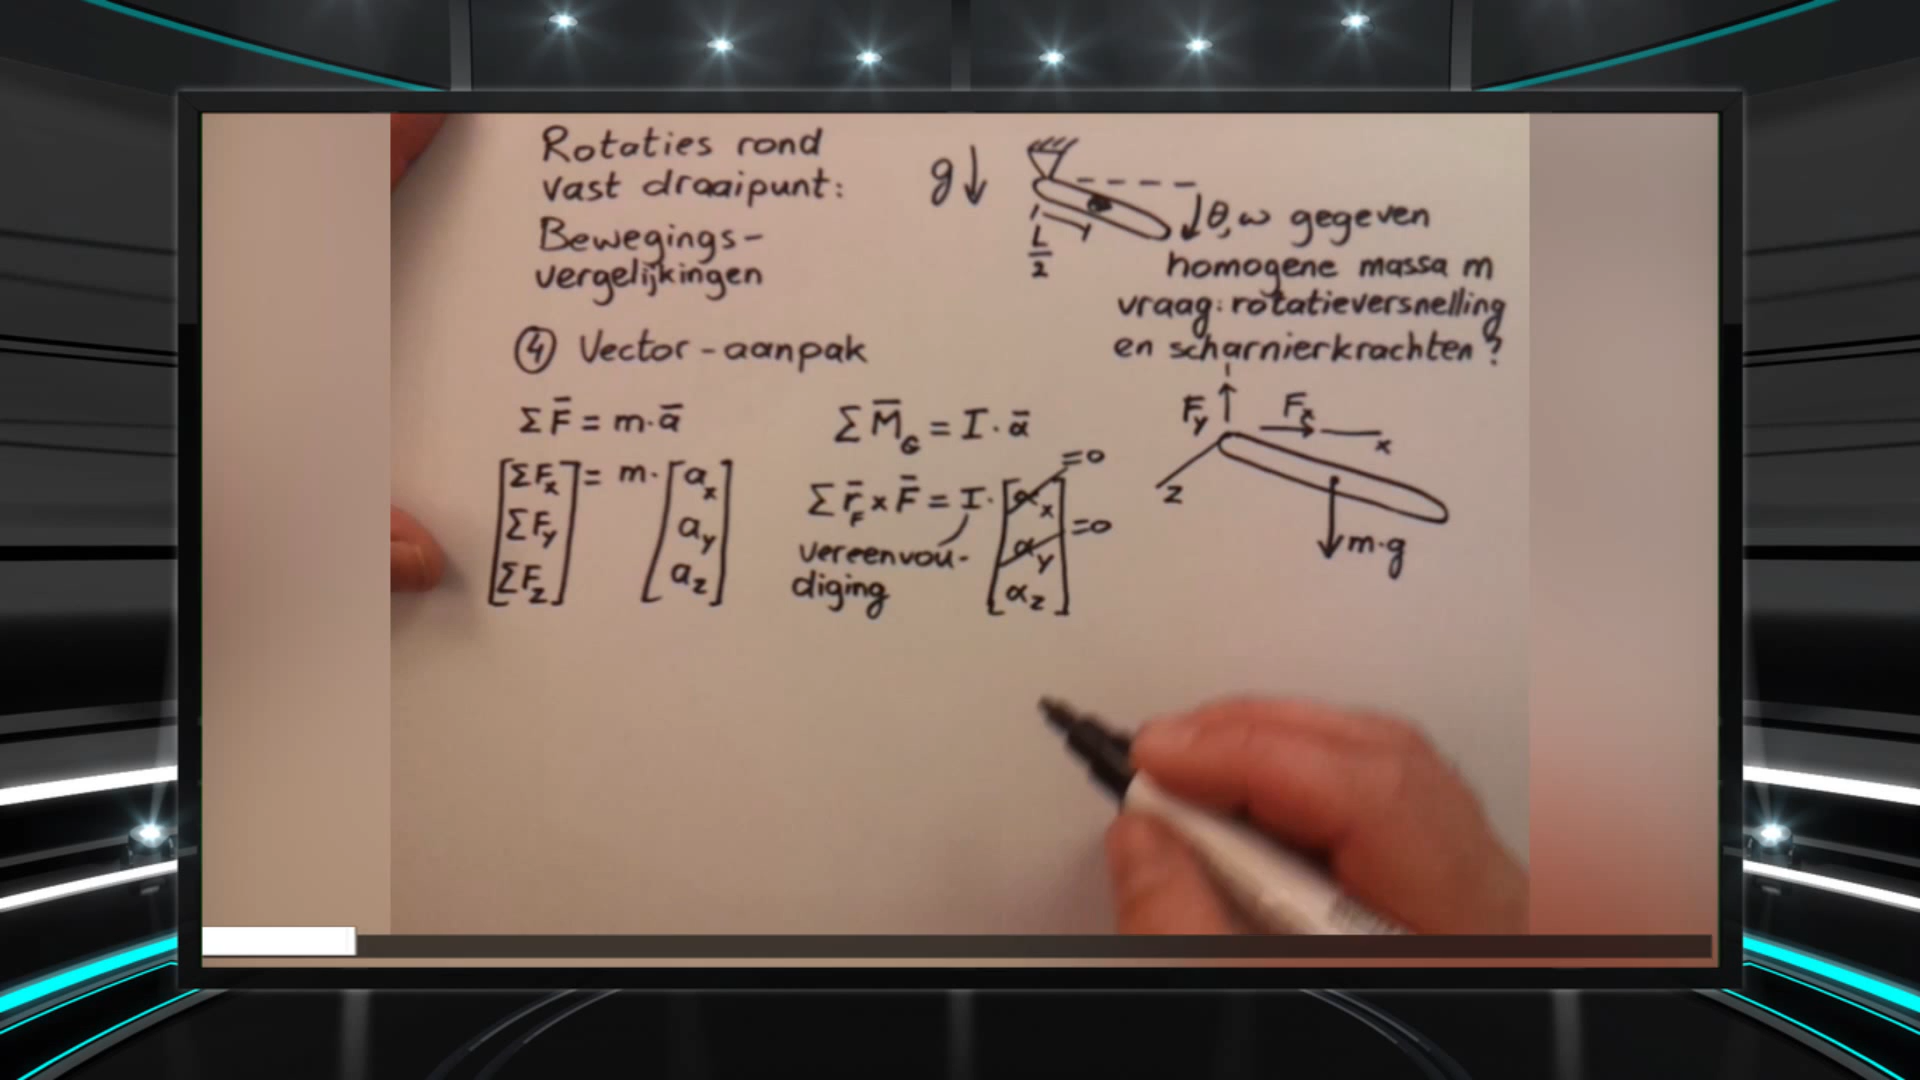 Rotaties rond
vast draaipunt:
Bewegings-
vergelijkingen
g↓
L/2
θ, ω gegeven
homogene massa m
vraag: rotatieversnelling
en scharnierkrachten?
④ Vector-aanpak
ΣF̄ = m·ā
[ΣFx ΣFy ΣFz] = m·[ax ay az]
ΣM̄G = I·ᾱ
Σr̄F × F̄ = I·[αx αy αz]
=0
=0
vereenvou-
diging
Fy
Fx
x
z
m·g